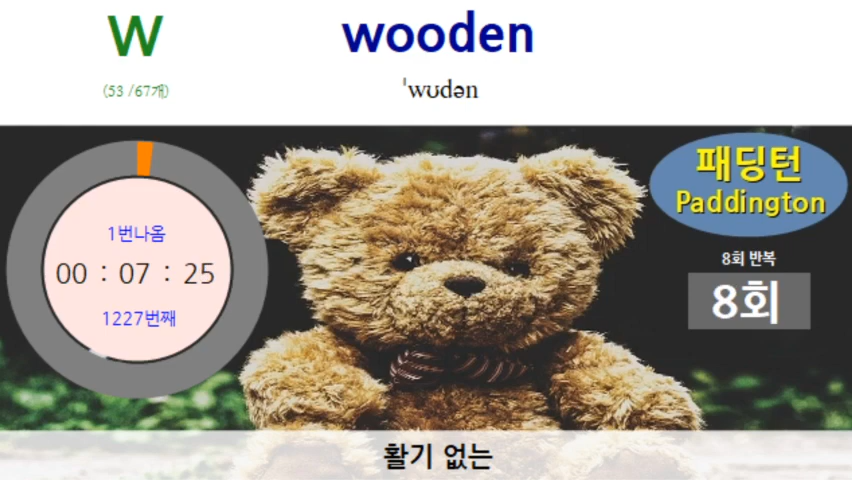 W
(53 /67개)
wooden
ˈwʊdən
1번나옴
00 : 07 : 25
1227번째
패딩턴
Paddington
8회 반복
8회
활기 없는